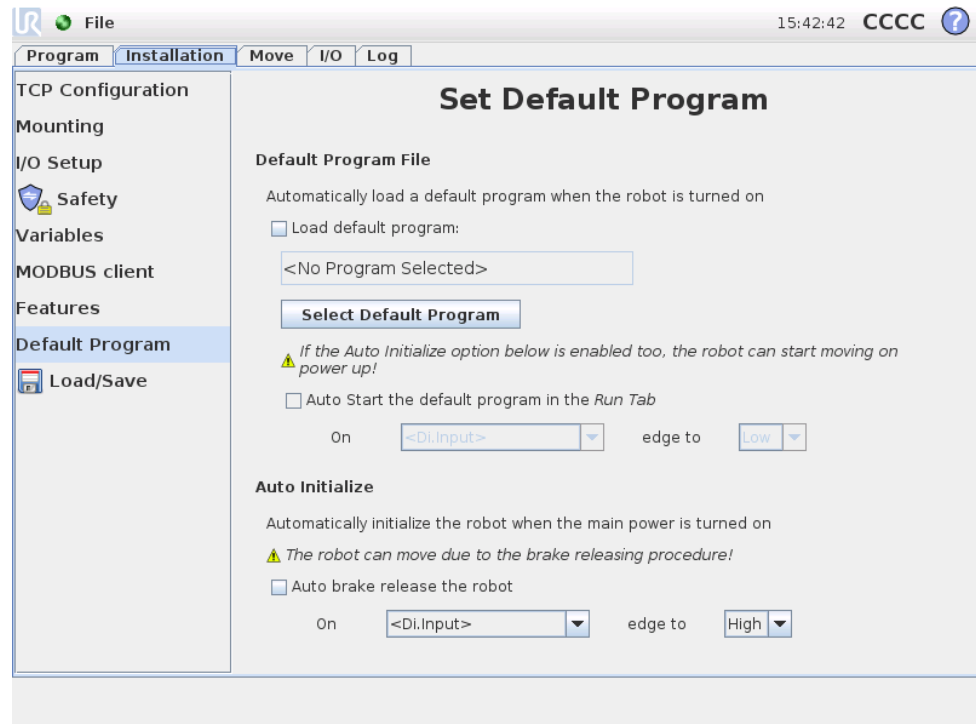 UR File 15:42:42 CCCC ?
Program Installation Move I/O Log
TCP Configuration
Mounting
I/O Setup
Safety
Variables
MODBUS client
Features
Default Program
Load/Save
Set Default Program
Default Program File
Automatically load a default program when the robot is turned on
Load default program:
<No Program Selected>
Select Default Program
If the Auto Initialize option below is enabled too, the robot can start moving on
power up!
Auto Start the default program in the Run Tab
On <Di.Input> edge to Low
Auto Initialize
Automatically initialize the robot when the main power is turned on
The robot can move due to the brake releasing procedure!
Auto brake release the robot
On <Di.Input> edge to High